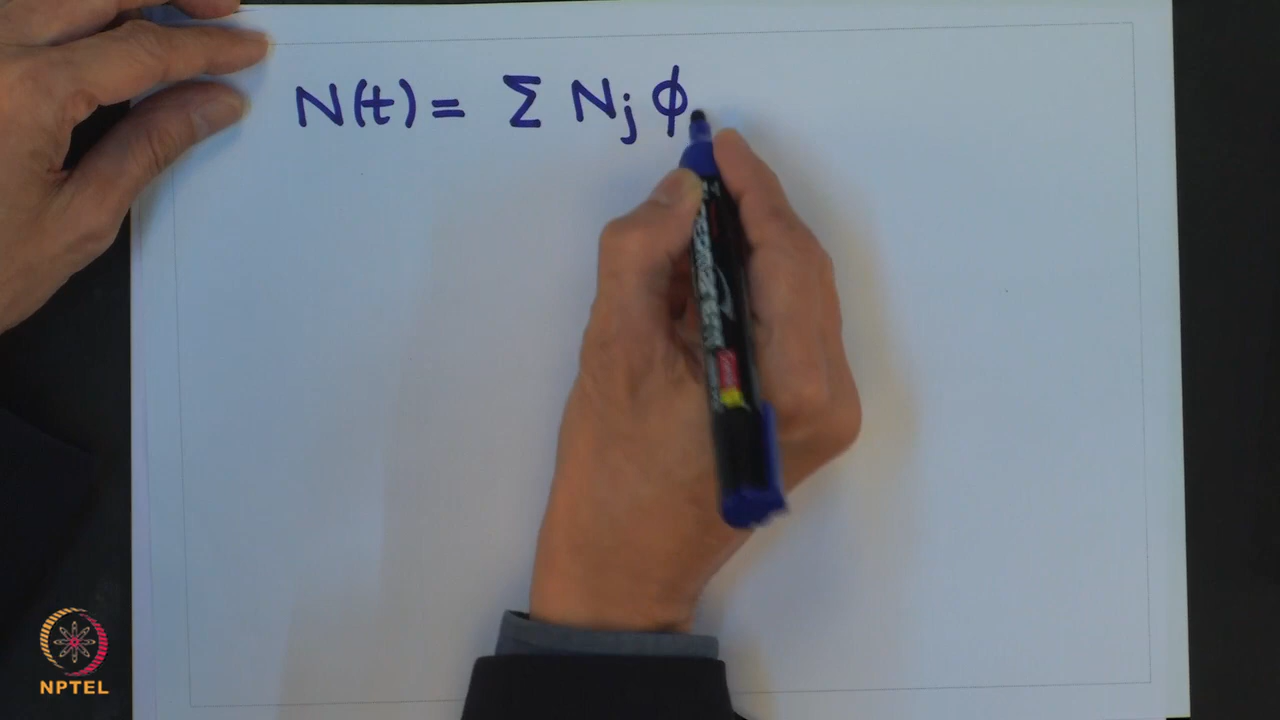 N(t) = Σ Nj ϕ
NPTEL